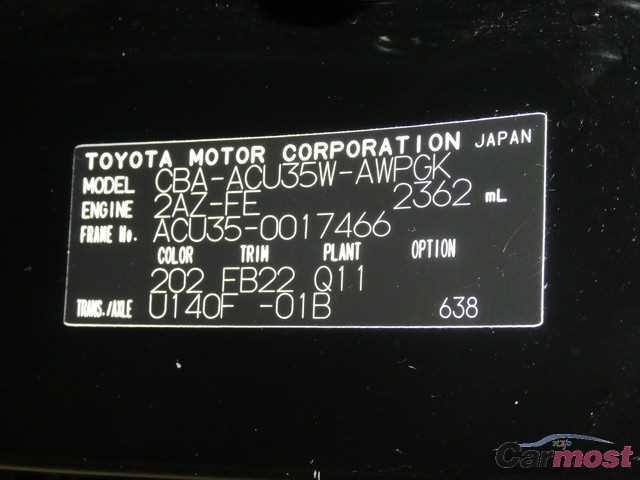 TOYOTA MOTOR CORPORATION JAPAN
MODEL CBA-ACU35W-AWPGK
ENGINE 2AZ-FE 2362 mL
FRAME No. ACU35-0017466
COLOR TRIM PLANT OPTION
202 FB22 Q11
TRANS./AXLE U140F -01B 638
Carmost